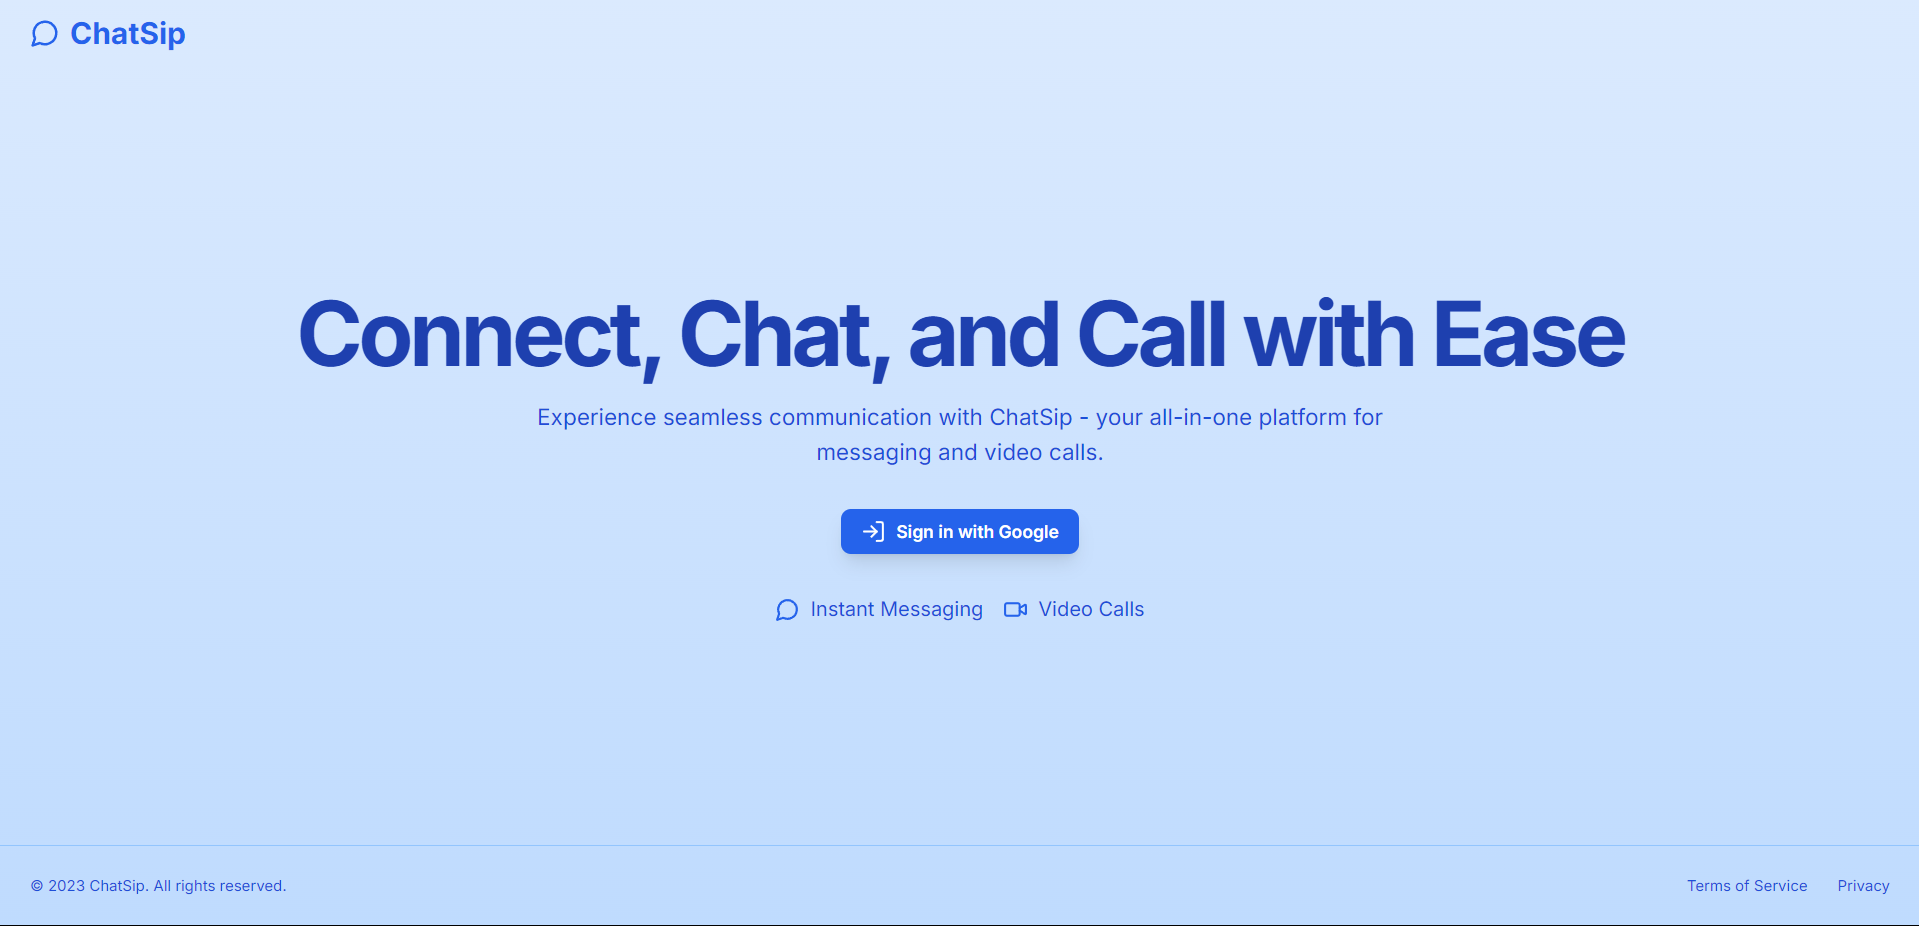 ChatSip
Connect, Chat, and Call with Ease
Experience seamless communication with ChatSip - your all-in-one platform for
messaging and video calls.
Sign in with Google
Instant Messaging
Video Calls
© 2023 ChatSip. All rights reserved.
Terms of Service
Privacy